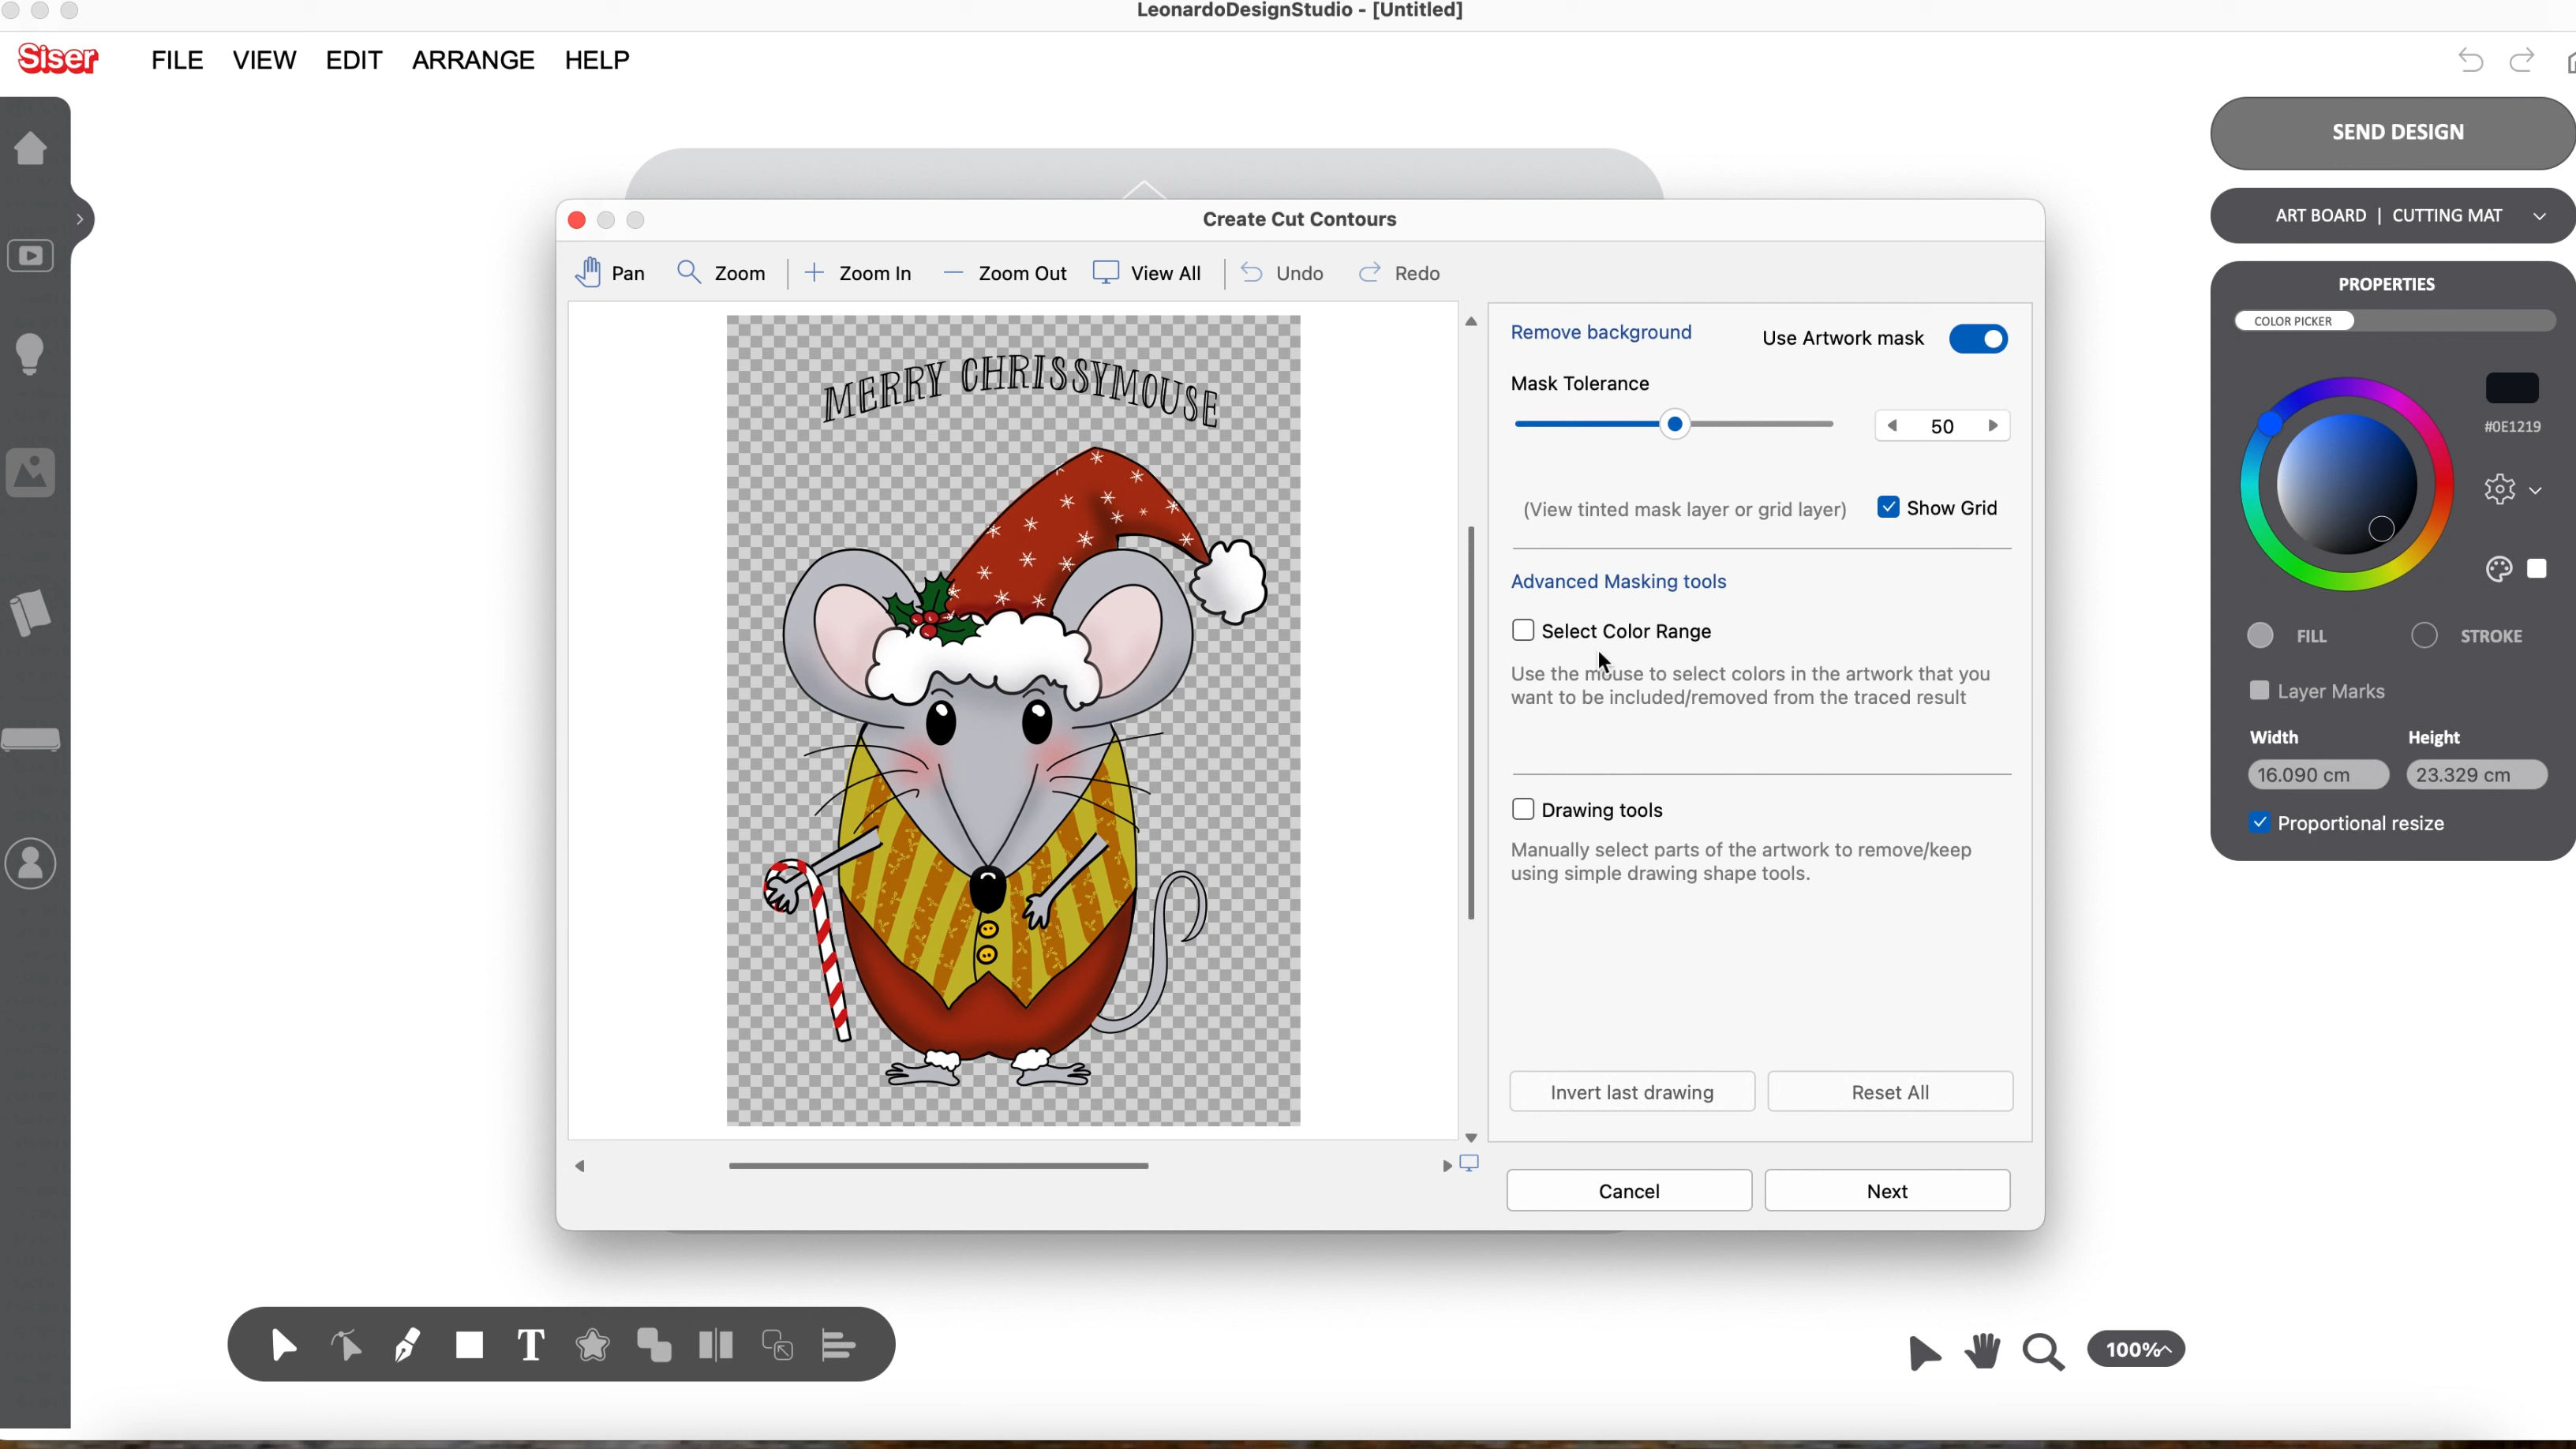 LeonardoDesignStudio - [Untitled]
Siser FILE VIEW EDIT ARRANGE HELP
SEND DESIGN
ART BOARD | CUTTING MAT
Create Cut Contours
Pan Zoom Zoom In Zoom Out View All Undo Redo
PROPERTIES
COLOR PICKER
Remove background Use Artwork mask
Mask Tolerance
50
#0E1219
(View tinted mask layer or grid layer) Show Grid
MERRY CHRISSYMOUSE
Advanced Masking tools
Select Color Range
Use the mouse to select colors in the artwork that you
want to be included/removed from the traced result
FILL STROKE
Layer Marks
Width Height
16.090 cm 23.329 cm
Proportional resize
Drawing tools
Manually select parts of the artwork to remove/keep
using simple drawing shape tools.
Invert last drawing Reset All
Cancel Next
T
100%